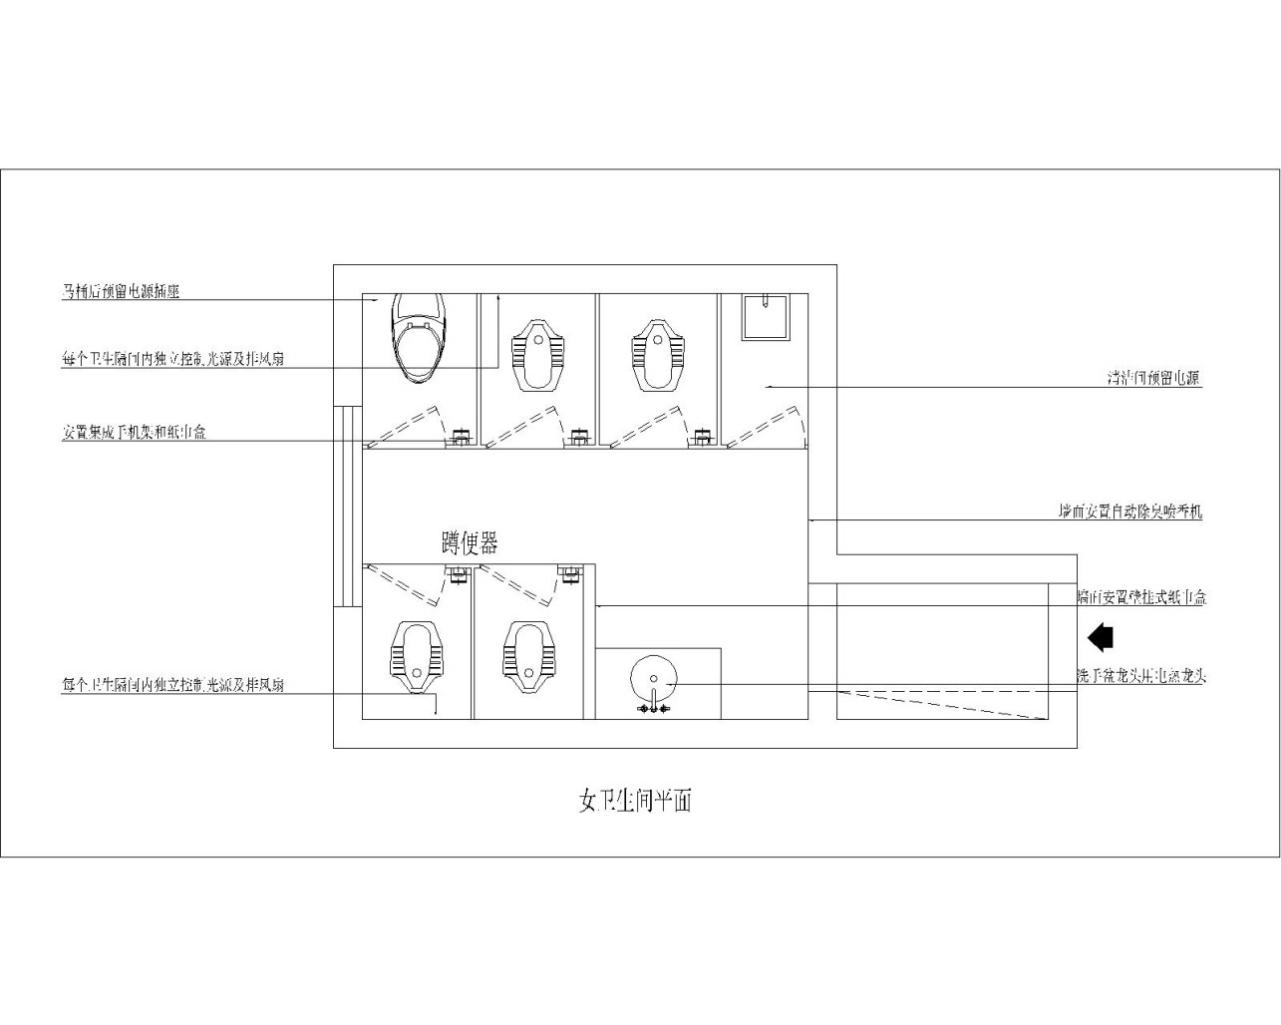 马桶后预留电源插座
每个卫生隔间内独立控制光源及排风扇
清洁间预留电源
安置集成手机架和纸巾盒
墙面安置自动除臭喷香机
蹲便器
墙面安置壁挂式纸巾盒
洗手盆龙头用电热龙头
每个卫生隔间内独立控制光源及排风扇
女卫生间平面